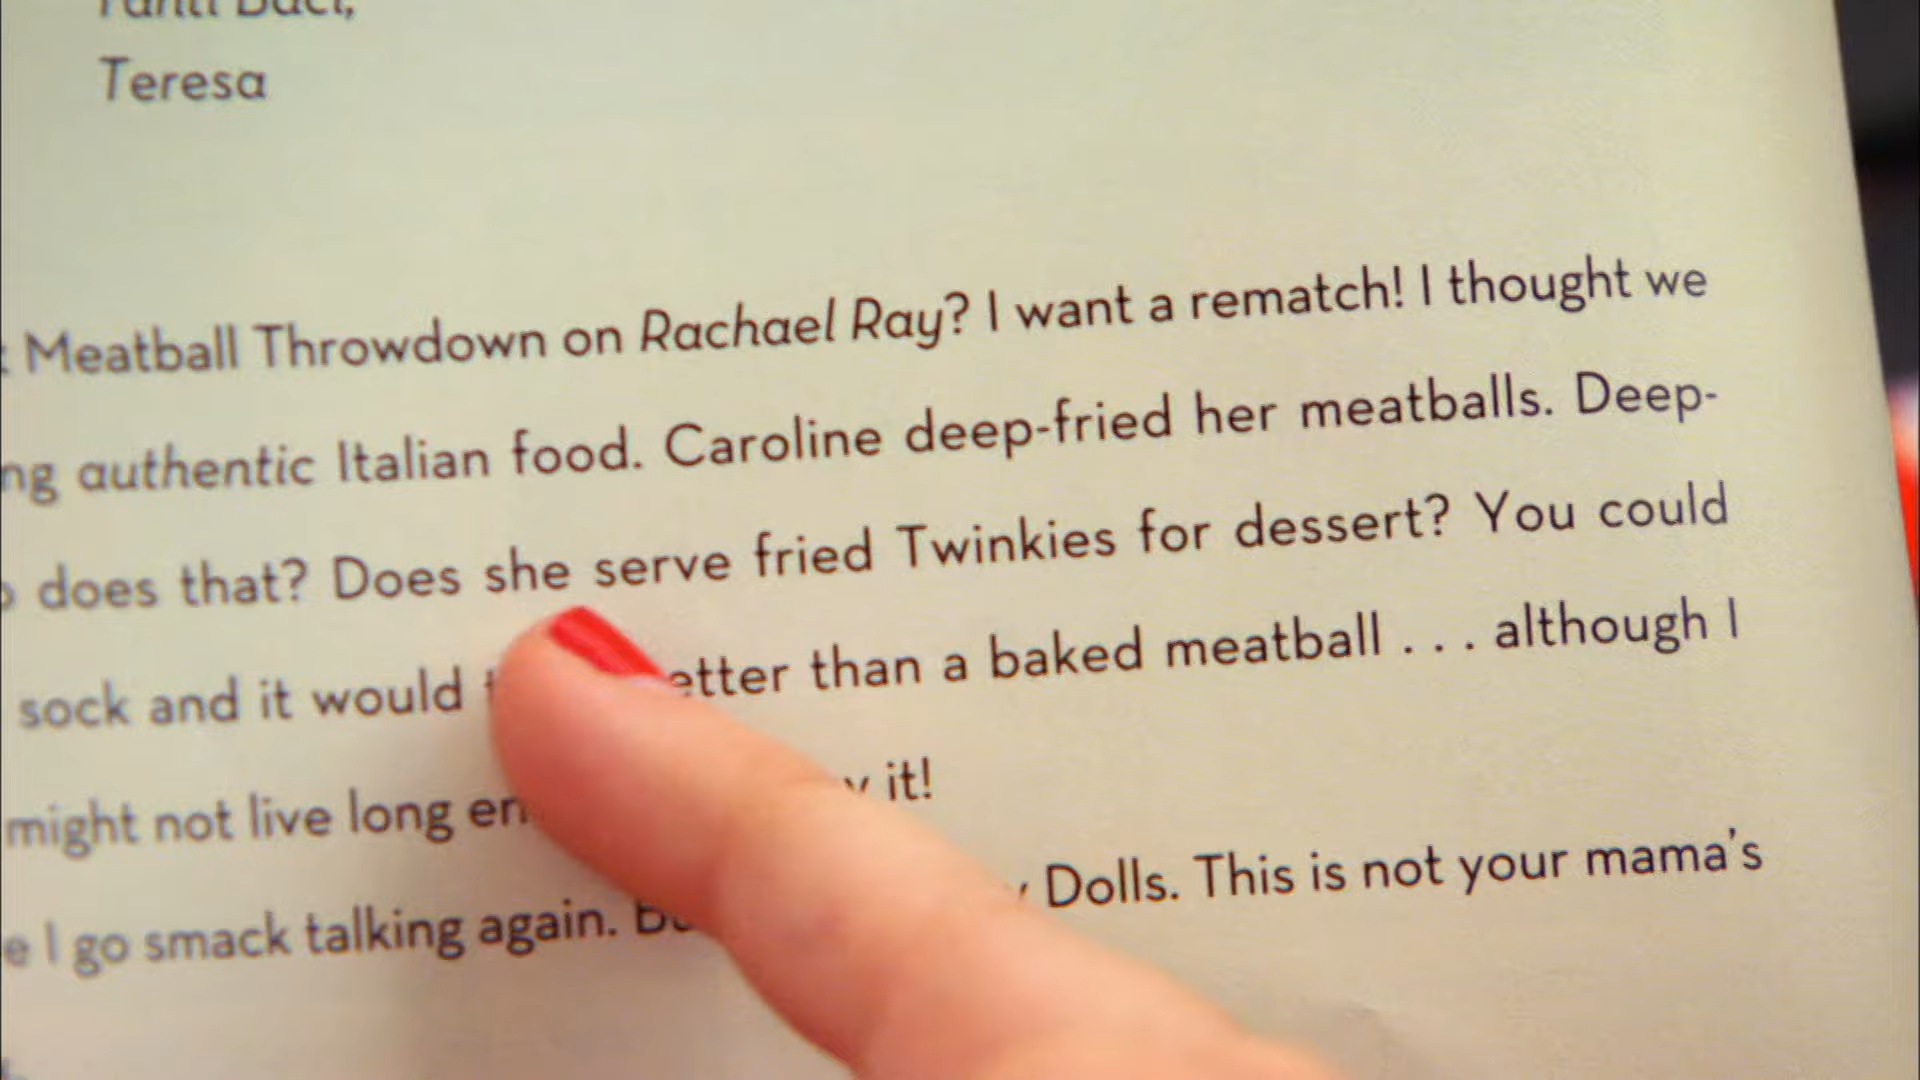 Tanti Baci,
Teresa
Meatball Throwdown on Rachael Ray? I want a rematch! I thought we
authentic Italian food. Caroline deep-fried her meatballs. Deep-
does that? Does she serve fried Twinkies for dessert? You could
sock and it would than a baked meatball . . . although I
might not live long it!
I go smack talking again. Dolls. This is not your mama's